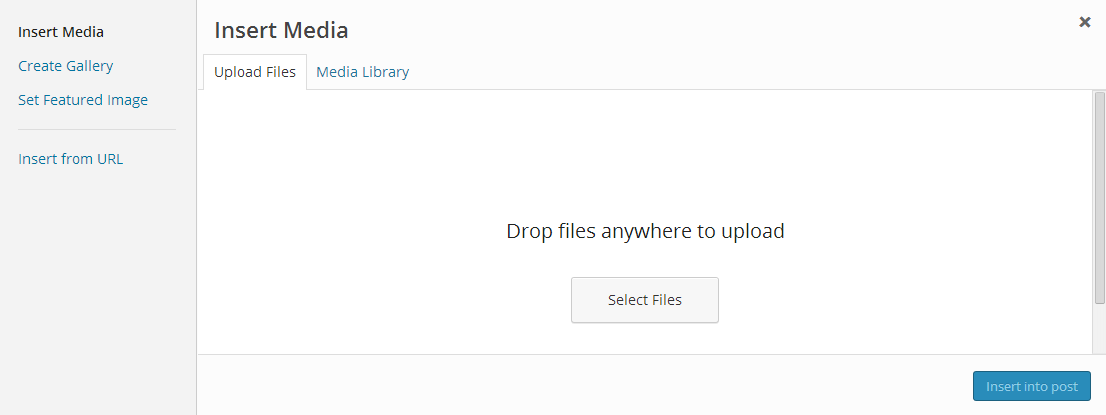 Insert Media
Create Gallery
Set Featured Image
Insert from URL
Insert Media
Upload Files
Media Library
Drop files anywhere to upload
Select Files
Insert into post